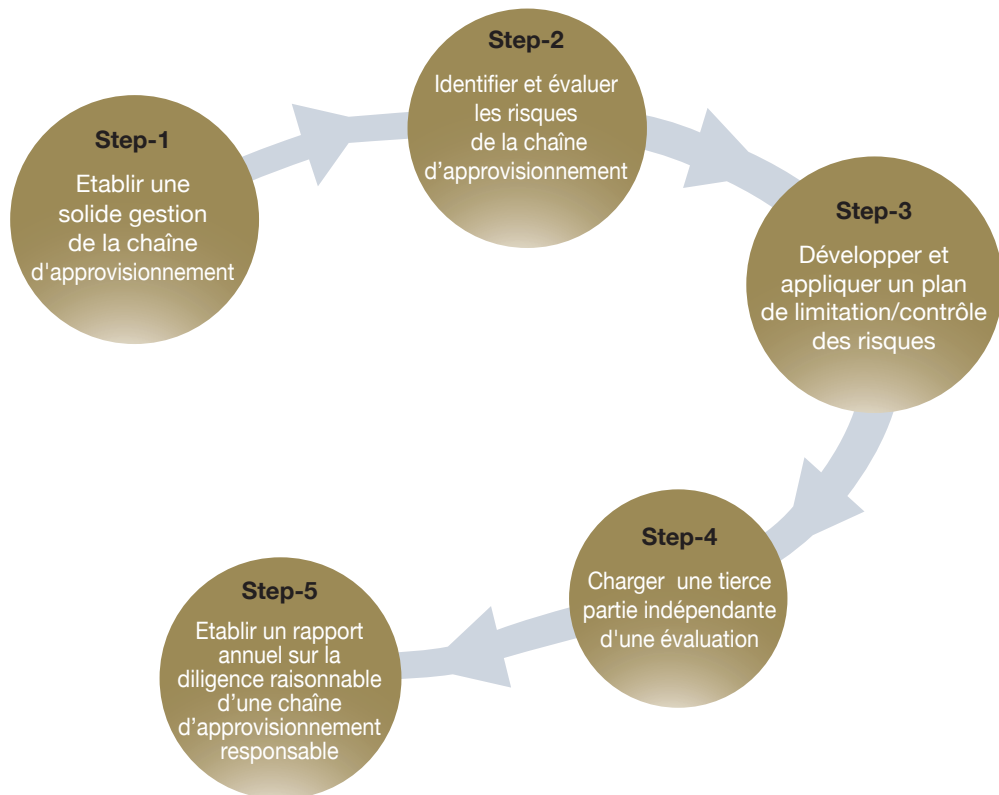 Step-1
Etablir une
solide gestion
de la chaîne
d'approvisionnement
Step-2
Identifier et évaluer
les risques
de la chaîne
d’approvisionnement
Step-3
Développer et
appliquer un plan
de limitation/contrôle
des risques
Step-4
Charger une tierce
partie indépendante
d'une évaluation
Step-5
Etablir un rapport
annuel sur la
diligence raisonnable
d’une chaîne
d’approvisionnement
responsable